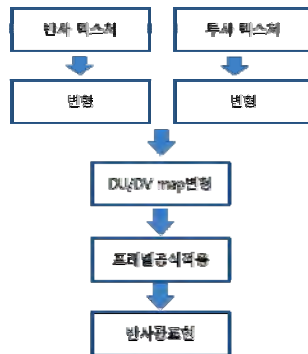 반사 텍스처
투사 텍스처
변형
변형
DU/DV map변형
프레넬공식적용
반사광표현